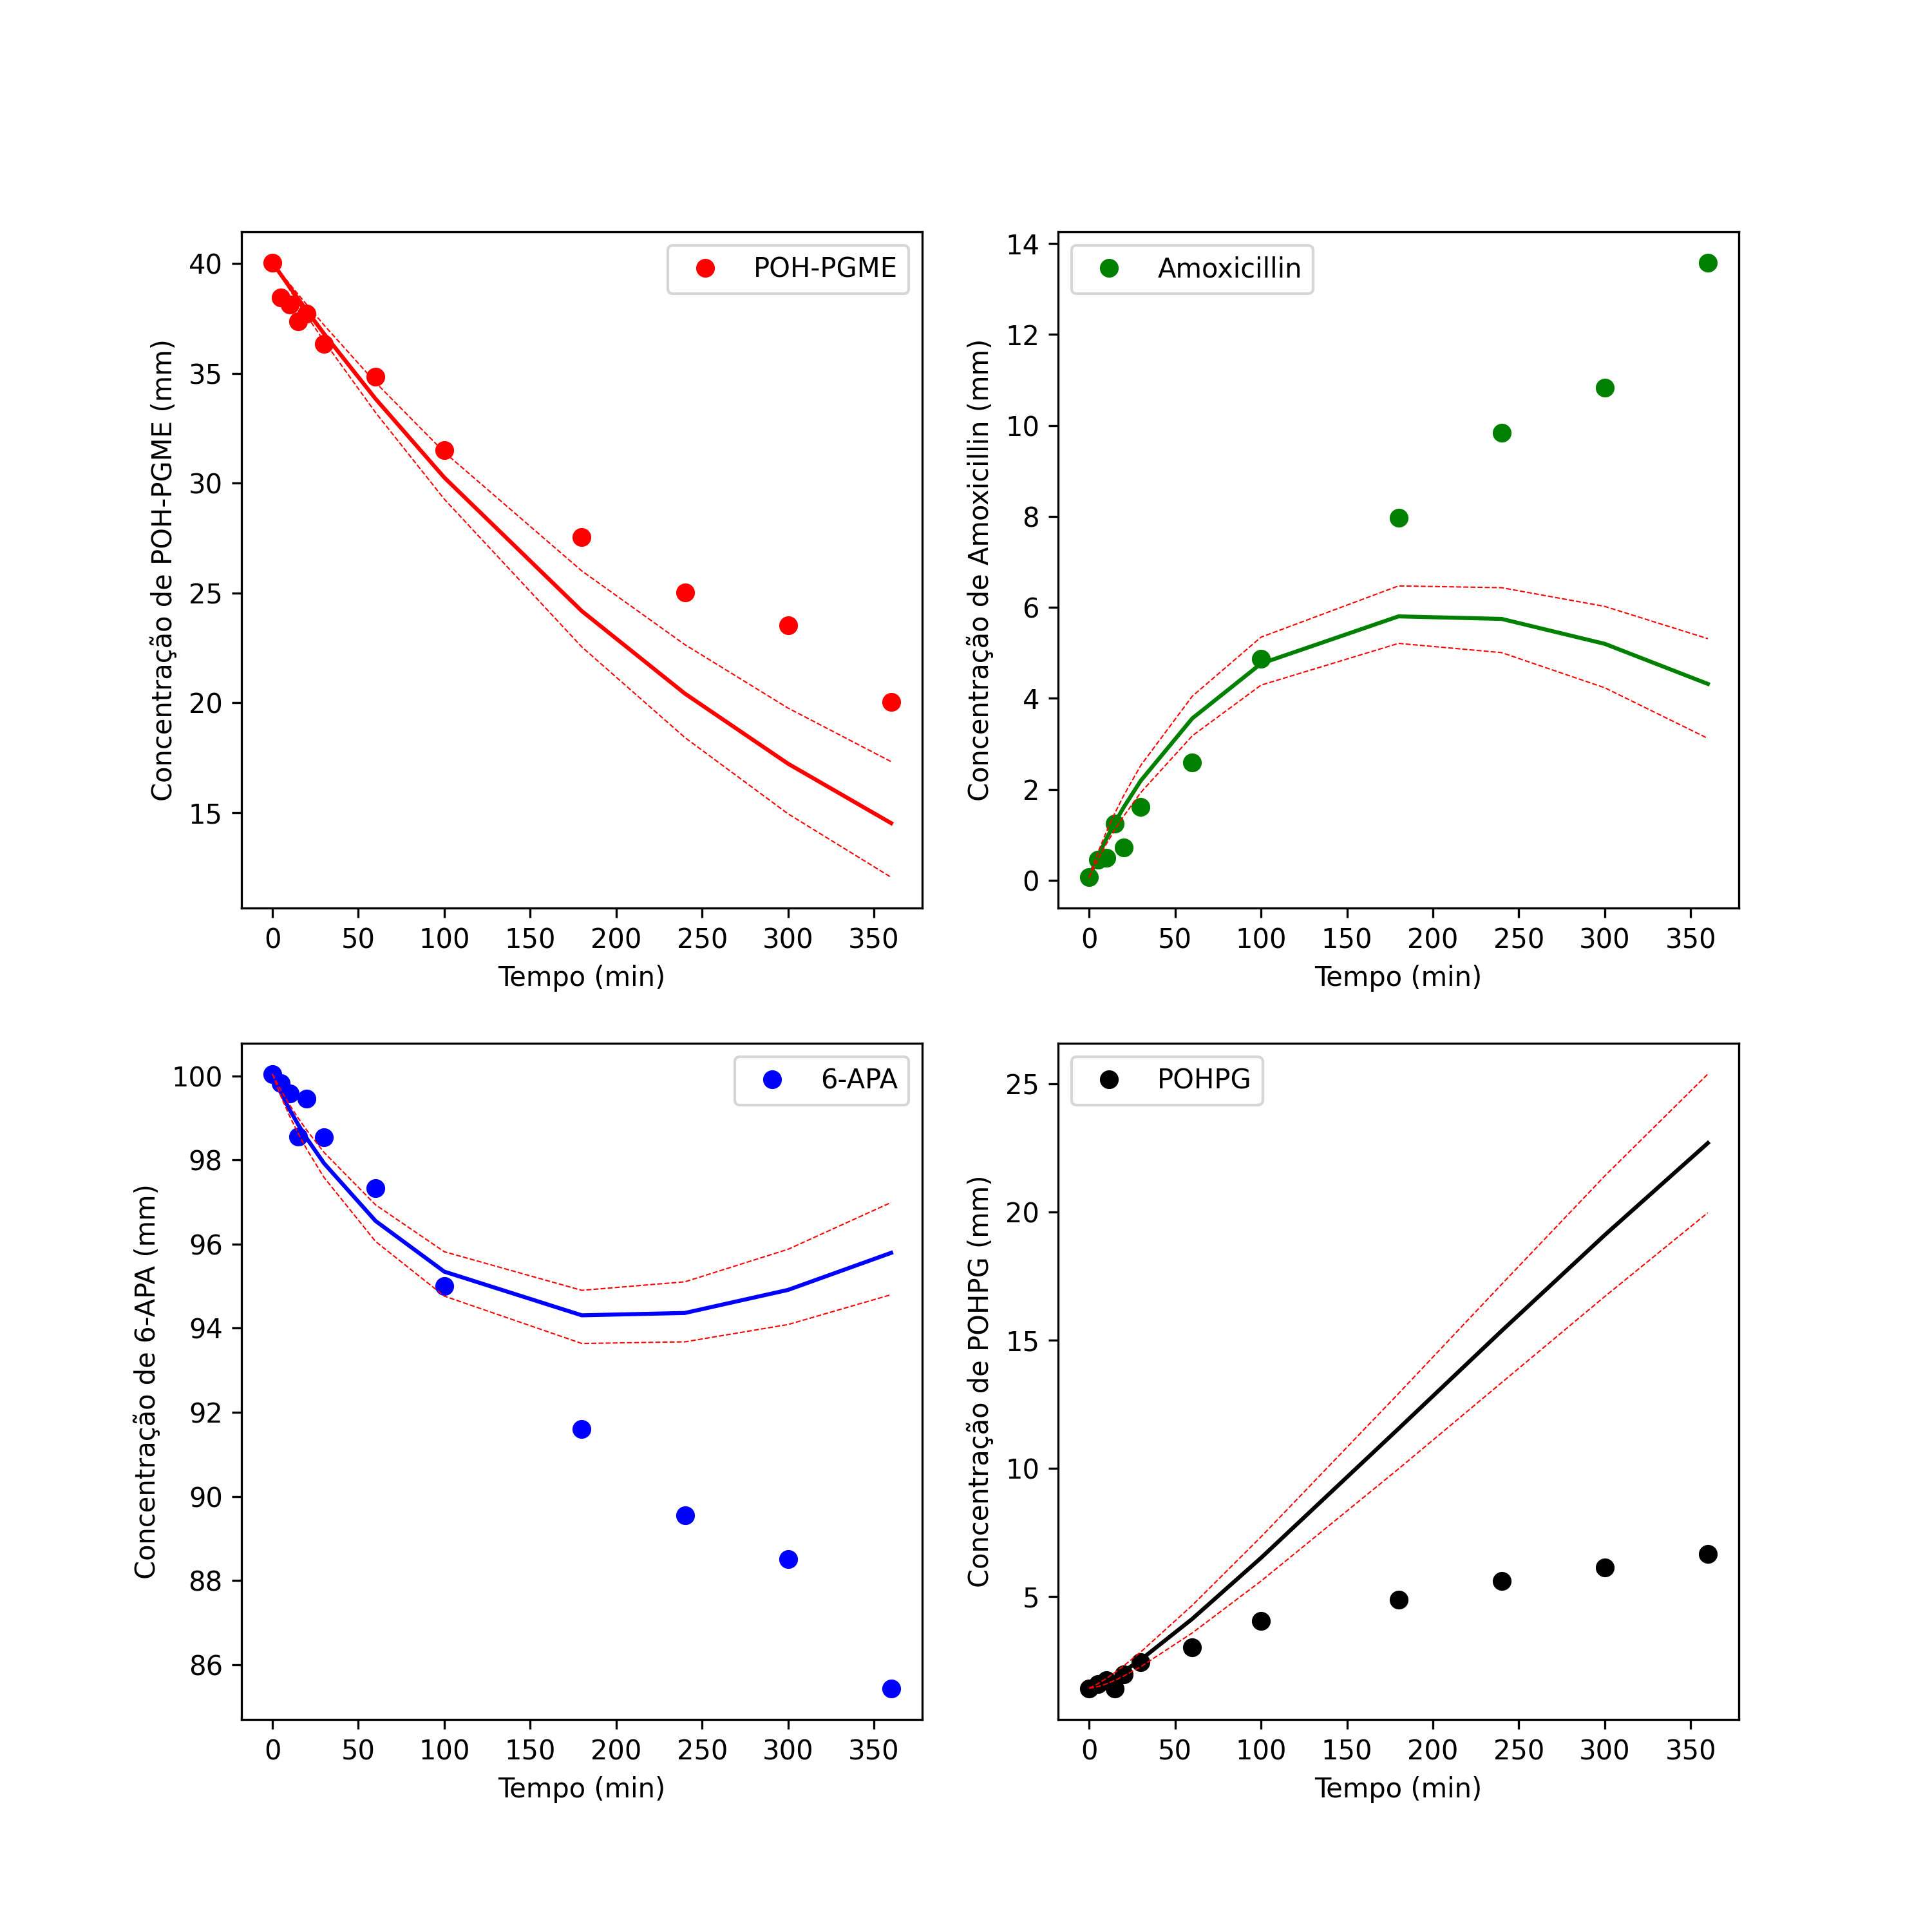 POH-PGME
Concentração de POH-PGME (mm)
40
35
30
25
20
15
0 50 100 150 200 250 300 350
Tempo (min)
Amoxicillin
Concentração de Amoxicillin (mm)
14
12
10
8
6
4
2
0
0 50 100 150 200 250 300 350
Tempo (min)
6-APA
Concentração de 6-APA (mm)
100
98
96
94
92
90
88
86
0 50 100 150 200 250 300 350
Tempo (min)
POHPG
Concentração de POHPG (mm)
25
20
15
10
5
0 50 100 150 200 250 300 350
Tempo (min)